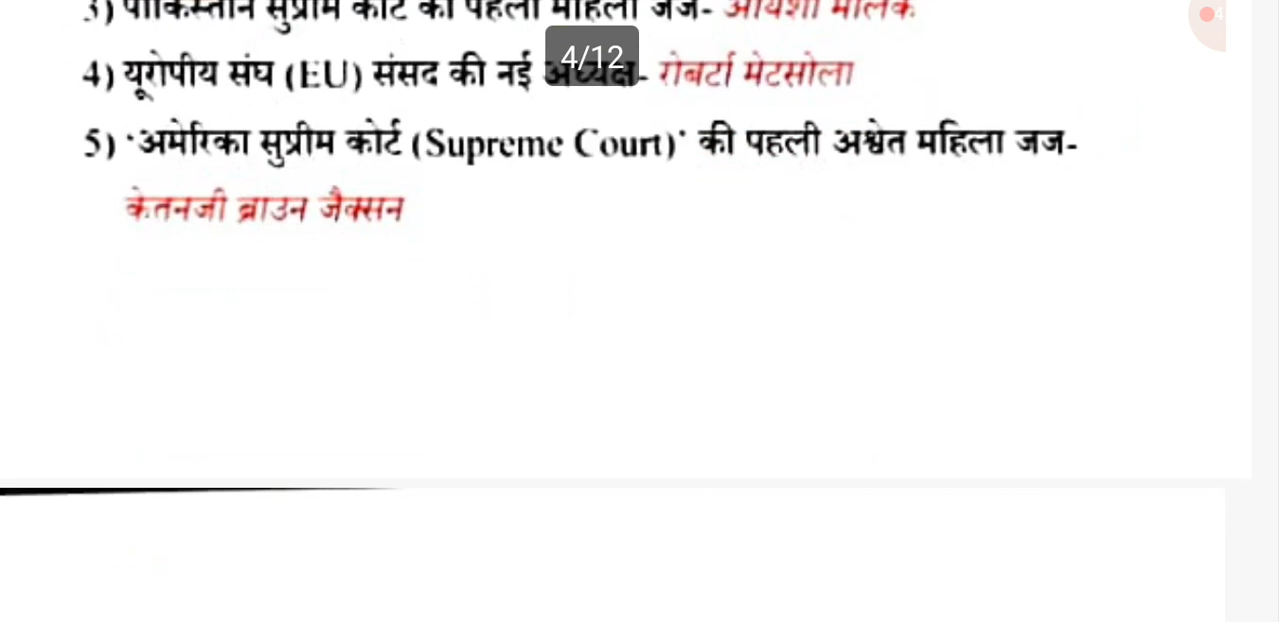 3) पाकिस्तान सुप्रीम कोर्ट की पहली महिला जज- आयशा मलिक
4) यूरोपीय संघ (EU) संसद की नई अध्यक्ष- रोबर्टा मेटसोला
4/12
5) 'अमेरिका सुप्रीम कोर्ट (Supreme Court)' की पहली अश्वेत महिला जज-
केतनजी ब्राउन जैक्सन